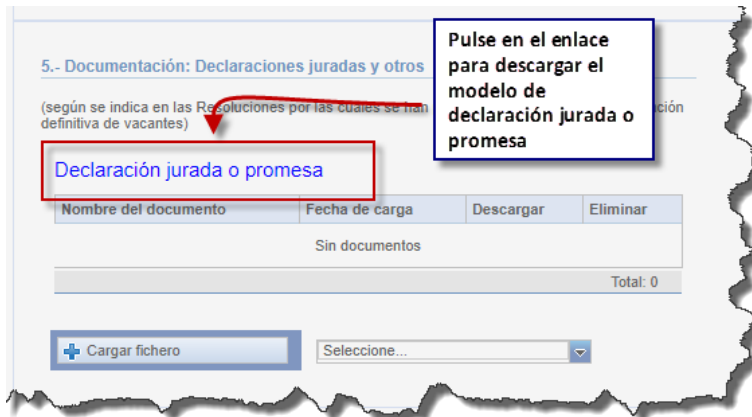 Pulse en el enlace
para descargar el
modelo de
declaración jurada o
promesa
5.- Documentación: Declaraciones juradas y otros
(según se indica en las Resoluciones por las cuales se han
definitiva de vacantes)
Declaración jurada o promesa
Nombre del documento Fecha de carga Descargar Eliminar
Sin documentos
Total: 0
Cargar fichero Seleccione...